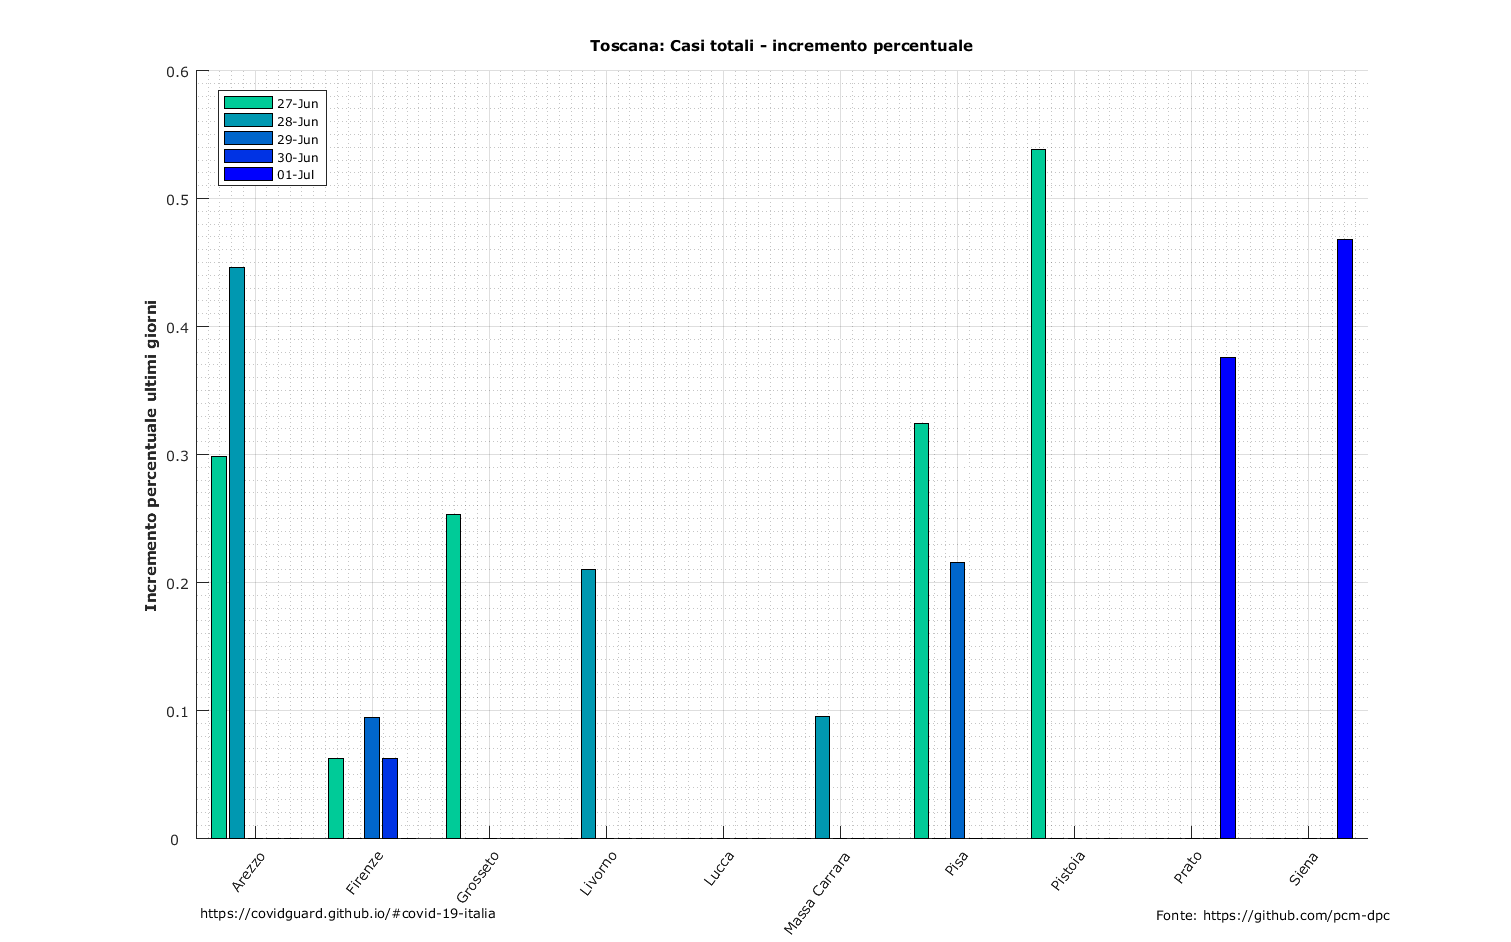 Toscana: Casi totali - incremento percentuale
Incremento percentuale ultimi giorni
0.6
0.5
0.4
0.3
0.2
0.1
0
27-Jun
28-Jun
29-Jun
30-Jun
01-Jul
Arezzo
Firenze
Grosseto
Livorno
Lucca
Massa Carrara
Pisa
Pistoia
Prato
Siena
https://covidguard.github.io/#covid-19-italia
Fonte: https://github.com/pcm-dpc